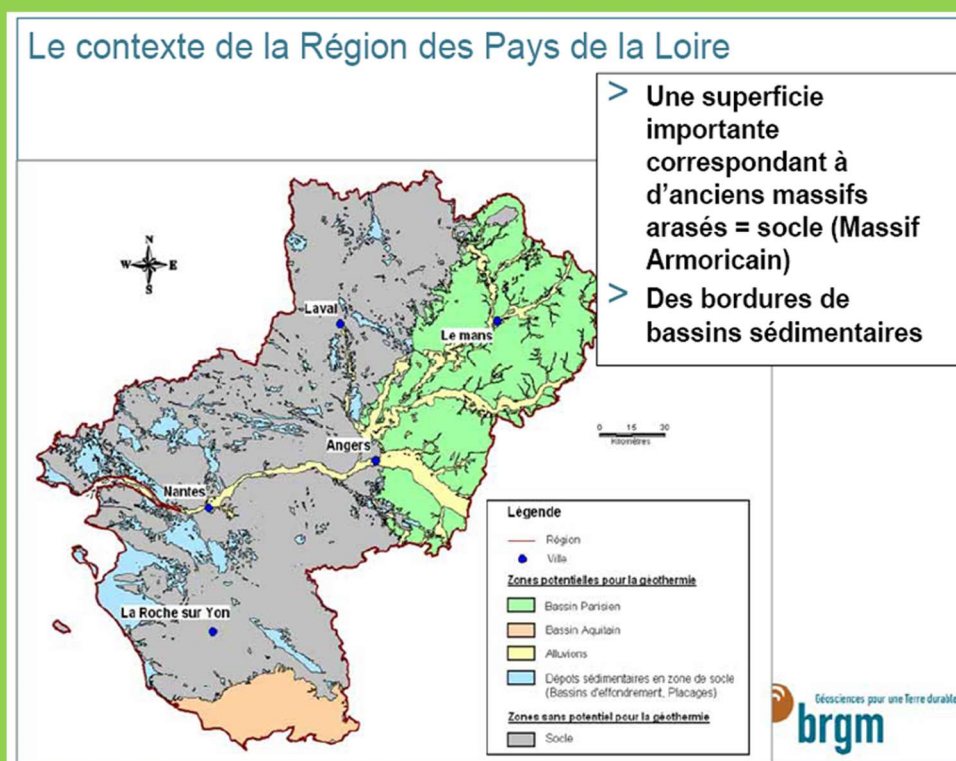 Le contexte de la Région des Pays de la Loire
> Une superficie
importante
correspondant à
d'anciens massifs
arasés = socle (Massif
Armoricain)
> Des bordures de
bassins sédimentaires
N
W E
S
Laval
Le mans
Angers
Nantes
La Roche sur Yon
0 15 30
Kilomètres
Légende
Région
Ville
Zones potentielles pour la géothermie
Bassin Parisien
Bassin Aquitain
Alluvions
Dépots sédimentaires en zone de socle
(Bassins d'effondrement, Placages)
Zones sans potentiel pour la géothermie
Socle
Géosciences pour une Terre durable
brgm